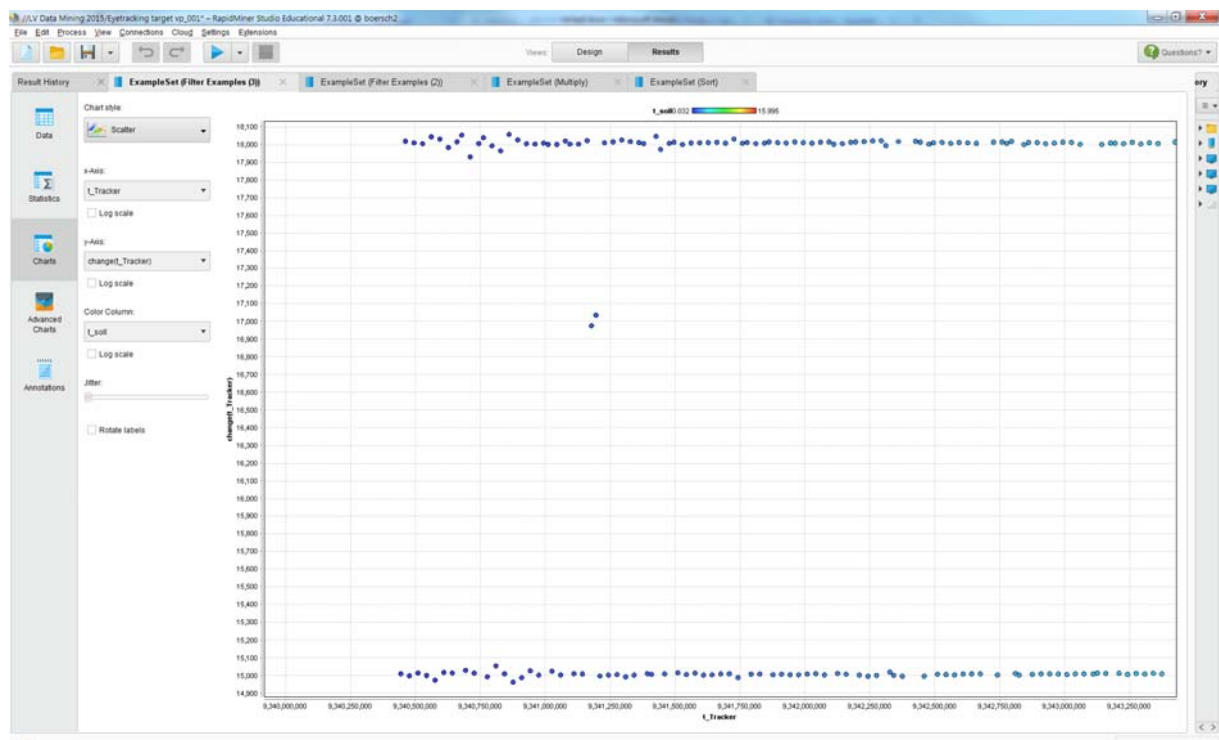 //LV Data Mining 2015/Eyetracking target vp_001* – RapidMiner Studio Educational 7.3.001 @ boersch2
File Edit Process View Connections Cloud Settings Extensions
Views: Design Results Questions?
Result History ExampleSet (Filter Examples (3)) ExampleSet (Filter Examples (2)) ExampleSet (Multiply) ExampleSet (Sort) ory
Data
Statistics
Charts
Advanced
Charts
Annotations
Chart style:
Scatter
x-Axis:
t_Tracker
Log scale
y-Axis:
change(t_Tracker)
Log scale
Color Column:
t_soll
Log scale
Jitter:
Rotate labels
t_soll 0.032 15.995
18,100
18,000
17,900
17,800
17,700
17,600
17,500
17,400
17,300
17,200
17,100
17,000
16,900
16,800
16,700
16,600
16,500
16,400
16,300
16,200
16,100
16,000
15,900
15,800
15,700
15,600
15,500
15,400
15,300
15,200
15,100
15,000
14,900
change(t_Tracker)
9,340,000,000 9,340,250,000 9,340,500,000 9,340,750,000 9,341,000,000 9,341,250,000 9,341,500,000 9,341,750,000 9,342,000,000 9,342,250,000 9,342,500,000 9,342,750,000 9,343,000,000 9,343,250,000
t_Tracker